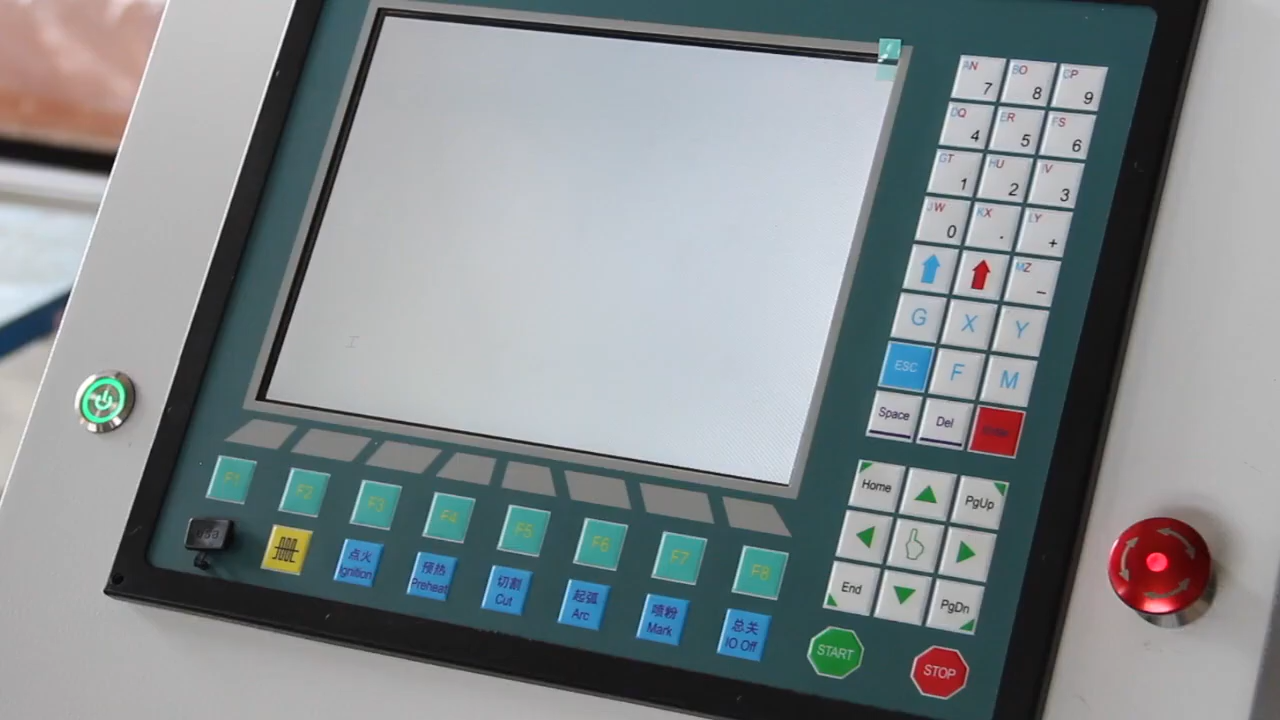 AN 7
BO 8
CP 9
DQ 4
ER 5
FS 6
GT 1
HU 2
IV 3
JW 0
KX .
LY +
MZ -
G
X
Y
ESC
F
M
Space
Del
Enter
Home
PgUp
End
PgDn
F1
F2
F3
F4
F5
F6
F7
F8
USB
点火
Ignition
预热
Preheat
切割
Cut
起弧
Arc
喷粉
Mark
总关
IO Off
START
STOP